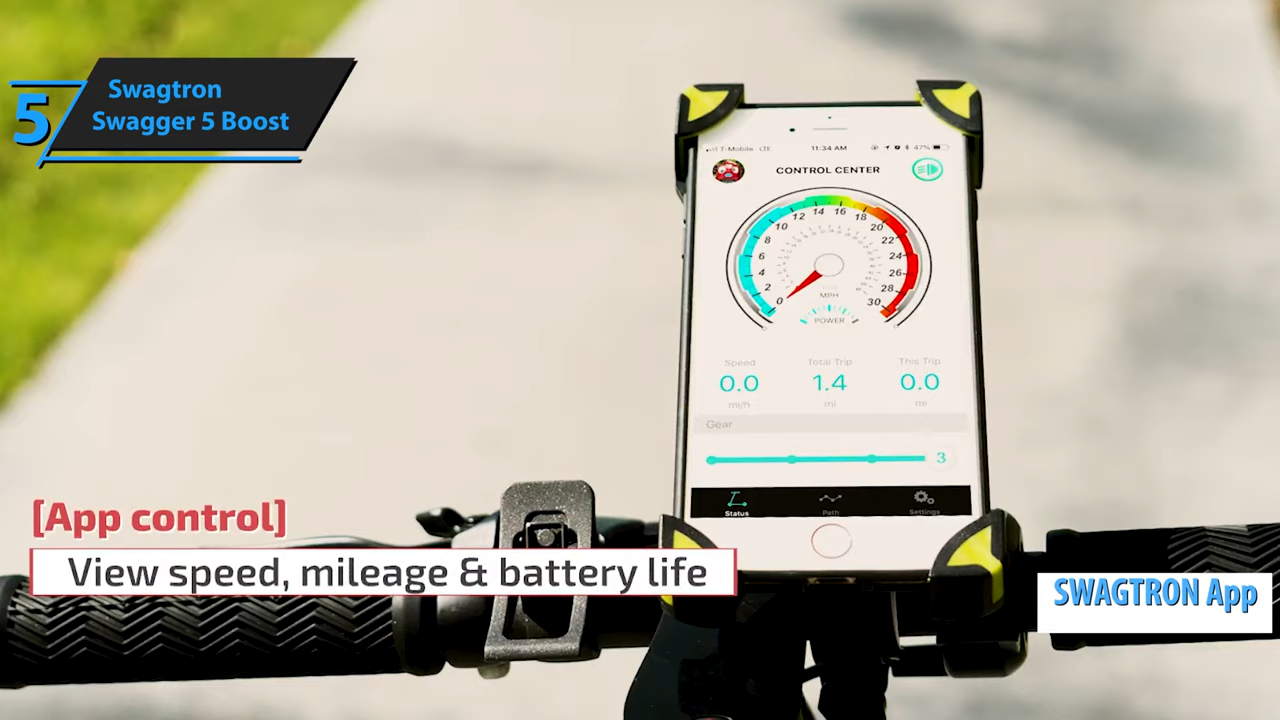 5
Swagtron
Swagger 5 Boost
T-Mobile LTE
11:34 AM
47%
CONTROL CENTER
0 2 4 6 8 10 12 14 16 18 20 22 24 26 28 30
MPH
POWER
Speed
Total Trip
This Trip
0.0
1.4
0.0
mi/h
mi
mi
Gear
3
Status
Path
Settings
[App control]
View speed, mileage & battery life
SWAGTRON App